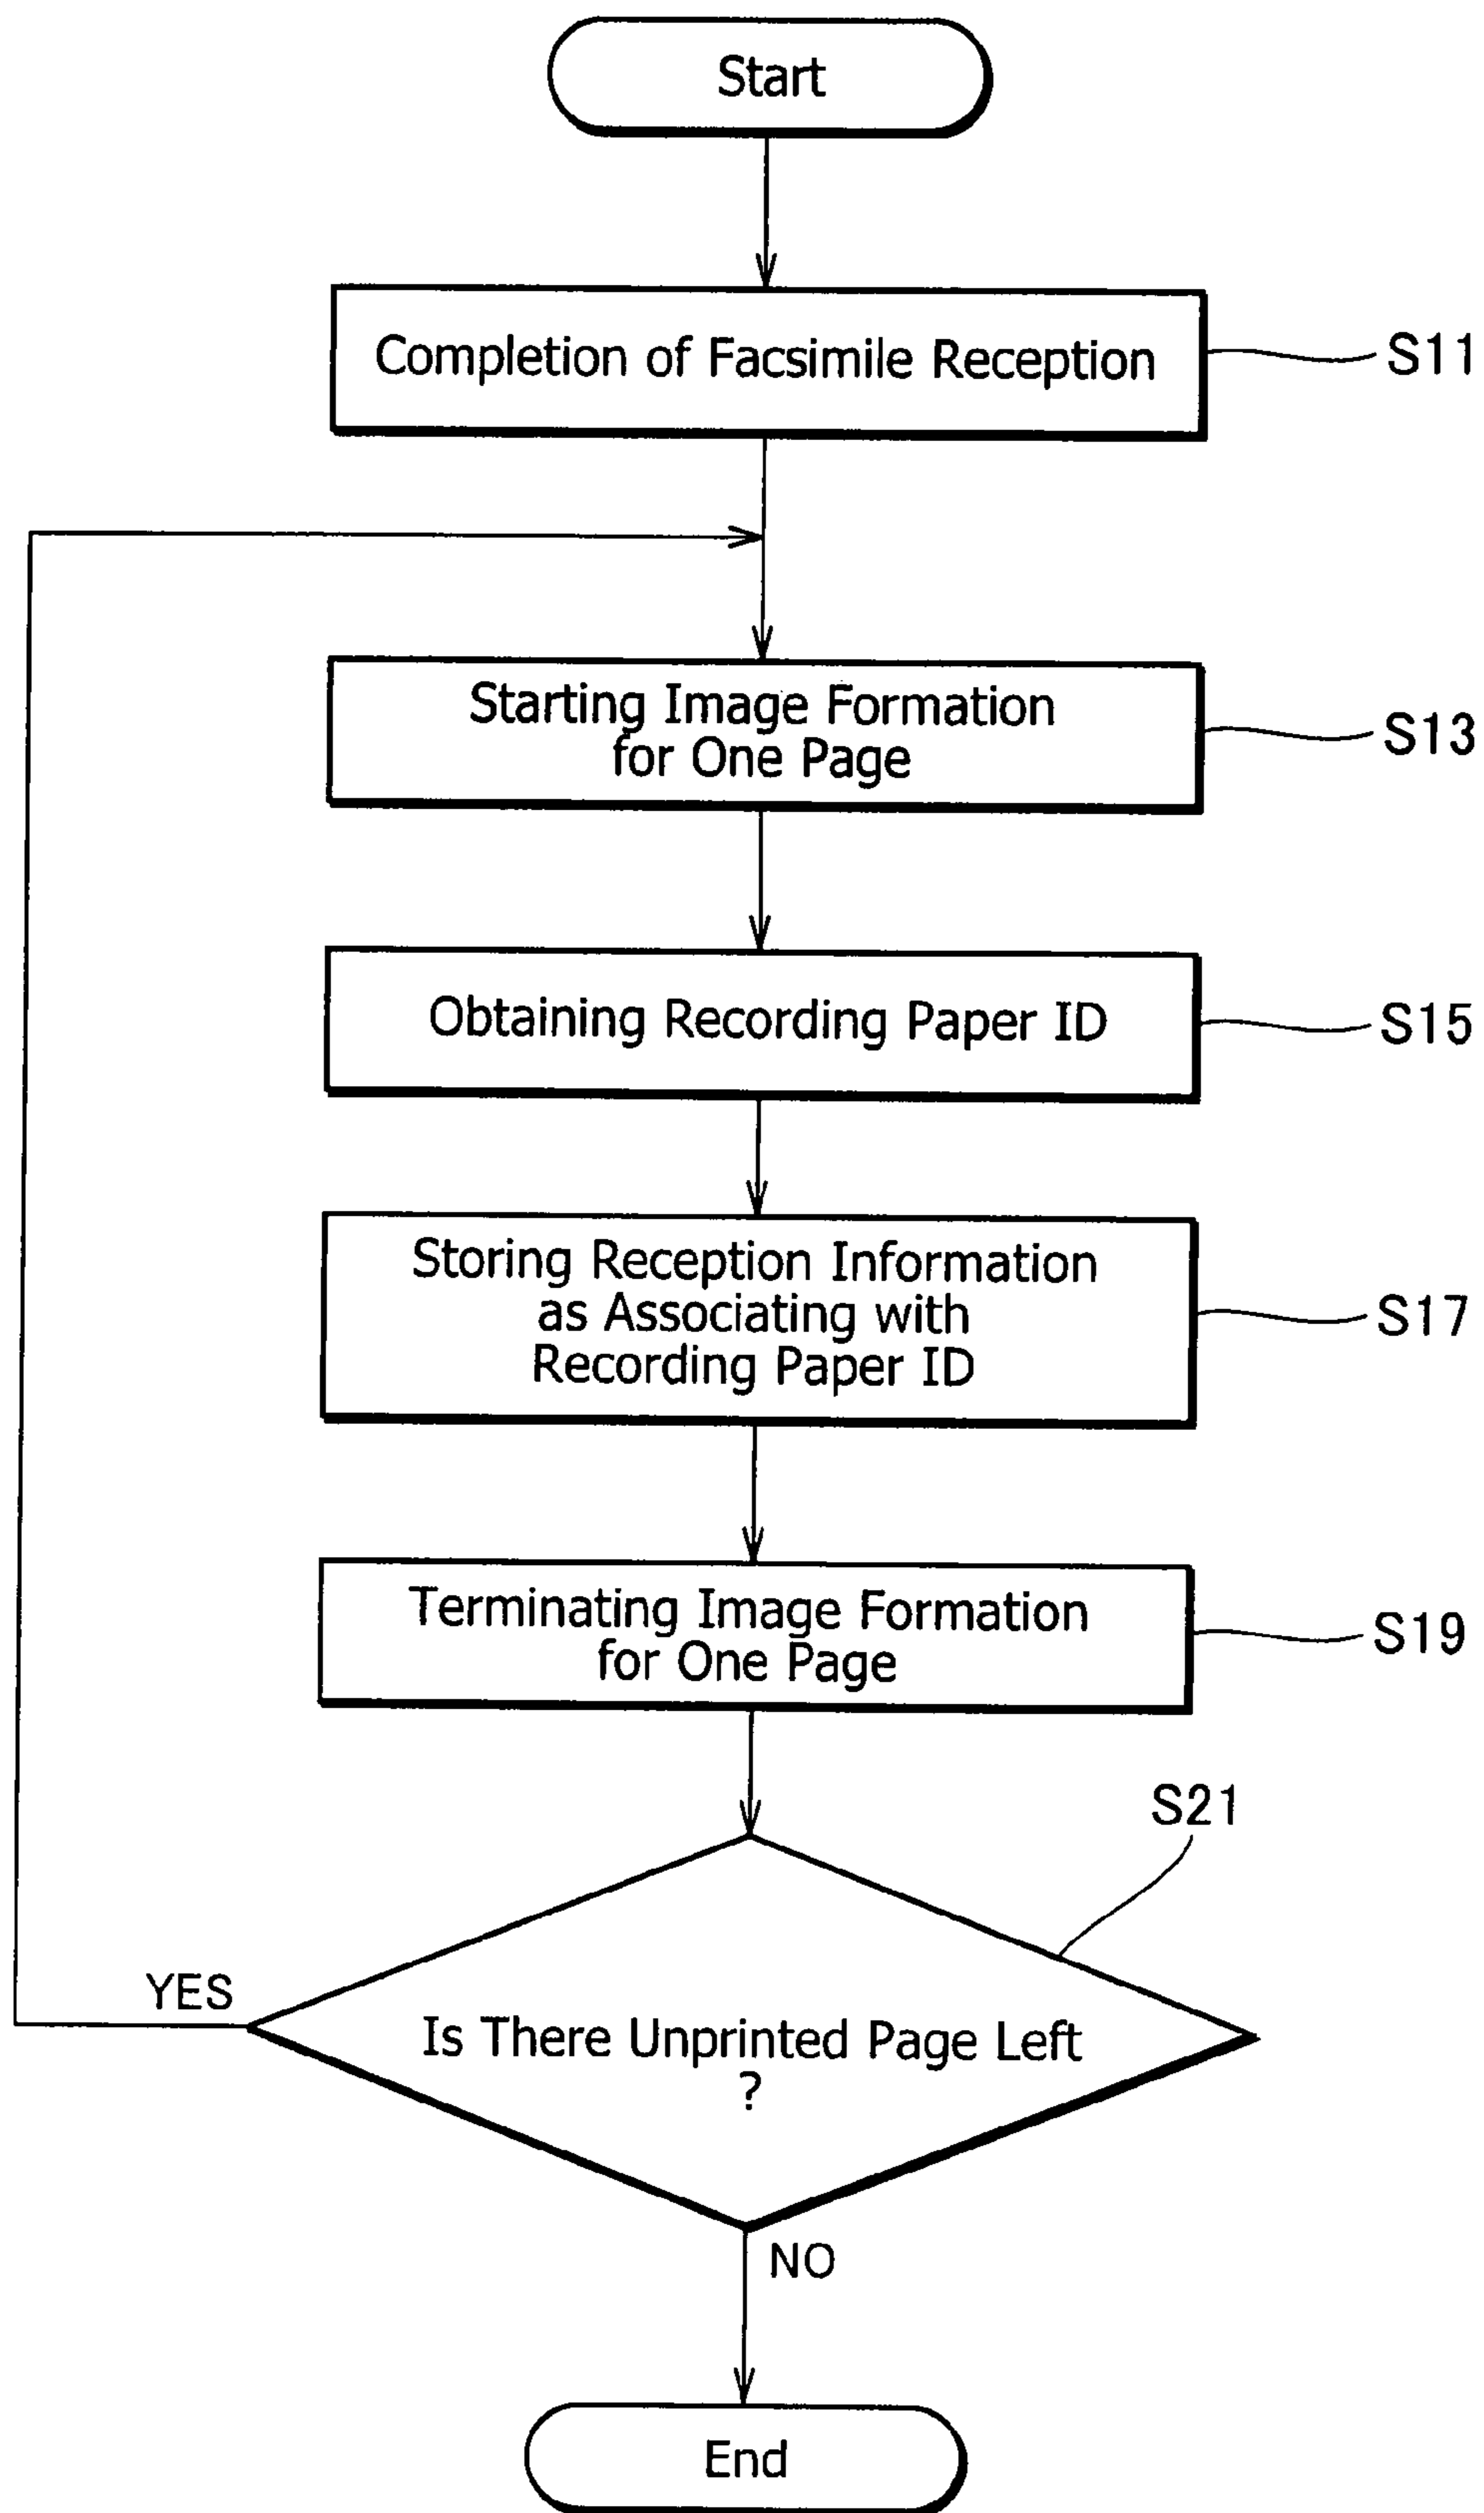 Start
Completion of Facsimile Reception
S11
Starting Image Formation
for One Page
S13
Obtaining Recording Paper ID
S15
Storing Reception Information
as Associating with
Recording Paper ID
S17
Terminating Image Formation
for One Page
S19
S21
YES
Is There Unprinted Page Left
?
NO
End